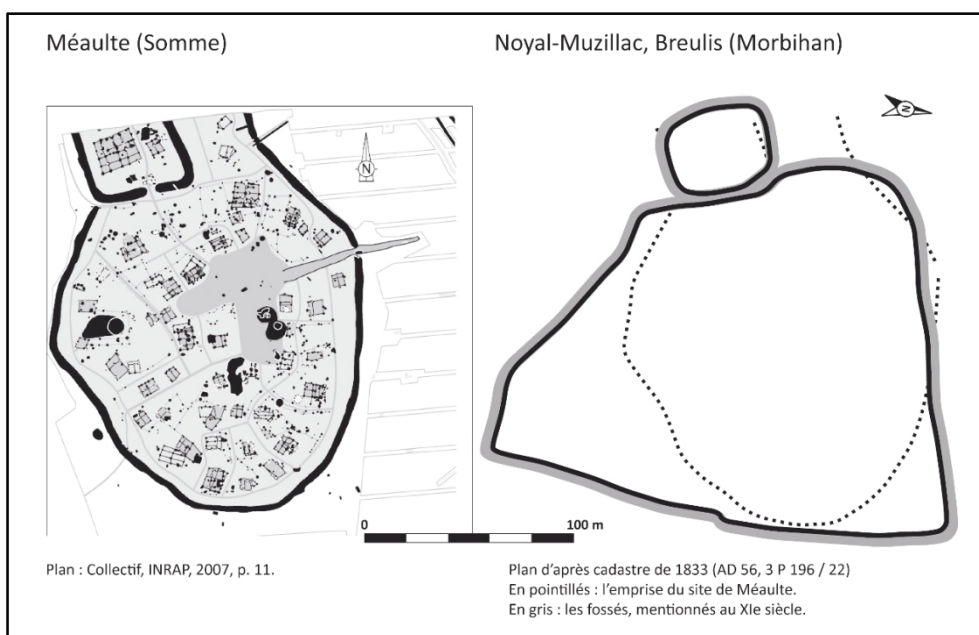 Méaulte (Somme)
Noyal-Muzillac, Breulis (Morbihan)
N
N
0
100 m
Plan : Collectif, INRAP, 2007, p. 11.
Plan d'après cadastre de 1833 (AD 56, 3 P 196 / 22)
En pointillés : l'emprise du site de Méaulte.
En gris : les fossés, mentionnés au XIe siècle.